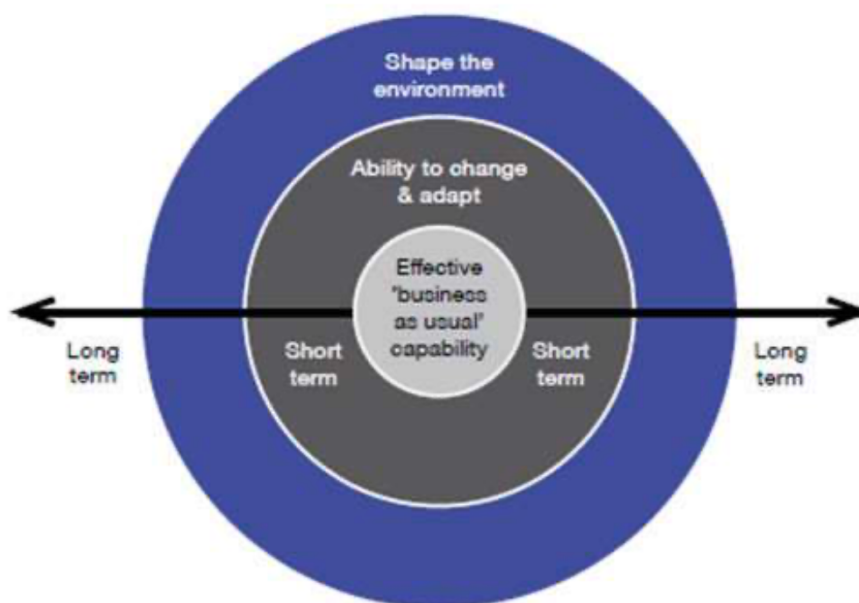 Shape the
environment
Ability to change
& adapt
Effective
"business
as usual"
capability
Long
term
Short
term
Short
term
Long
term